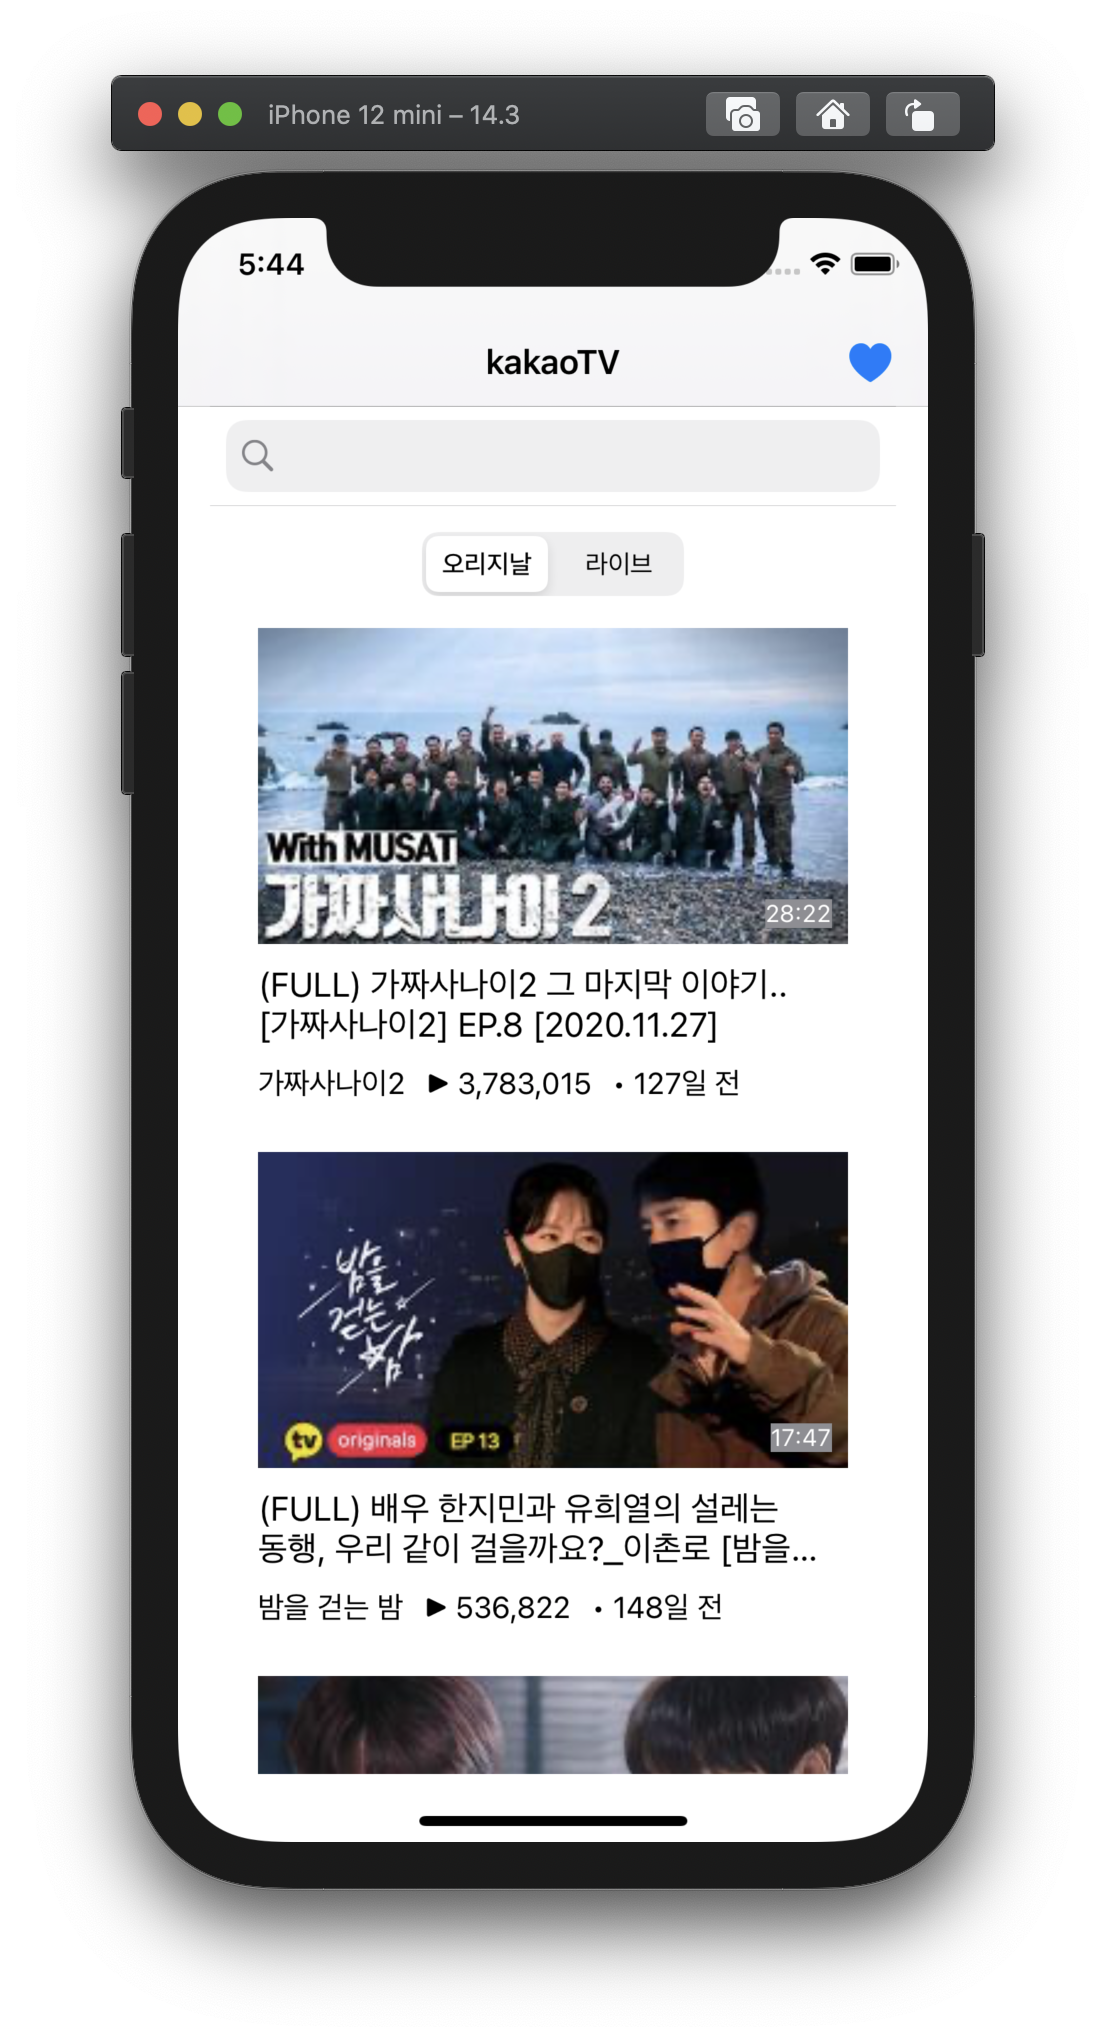 iPhone 12 mini – 14.3
5:44
kakaoTV
오리지날
라이브
With MUSAT
가짜사나이2
28:22
(FULL) 가짜사나이2 그 마지막 이야기..
[가짜사나이2] EP.8 [2020.11.27]
가짜사나이2 ▶ 3,783,015 • 127일 전
밤을
걷는
밤
tv originals EP 13
17:47
(FULL) 배우 한지민과 유희열의 설레는
동행, 우리 같이 걸을까요?_이촌로 [밤을...
밤을 걷는 밤 ▶ 536,822 • 148일 전